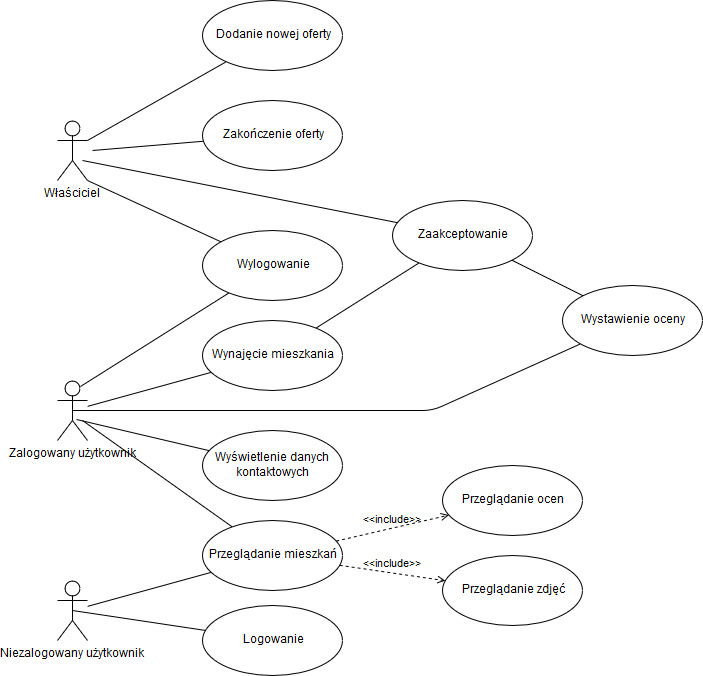 Dodanie nowej oferty
Zakończenie oferty
Właściciel
Zaakceptowanie
Wylogowanie
Wystawienie oceny
Wynajęcie mieszkania
Zalogowany użytkownik
Wyświetlenie danych
kontaktowych
Przeglądanie ocen
<<include>>
Przeglądanie mieszkań
<<include>>
Przeglądanie zdjęć
Niezalogowany użytkownik
Logowanie